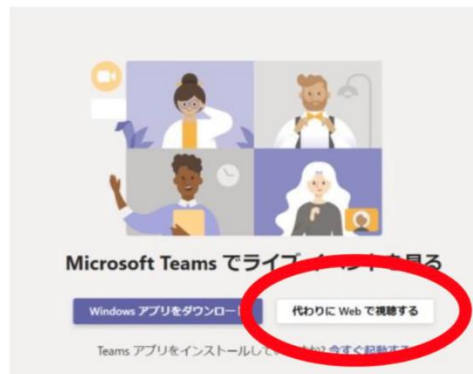 Microsoft Teams でライブ イベントを見る
Windows アプリをダウンロー
代わりに Web で視聴する
Teams アプリをインストールして か? 今すぐ起動する